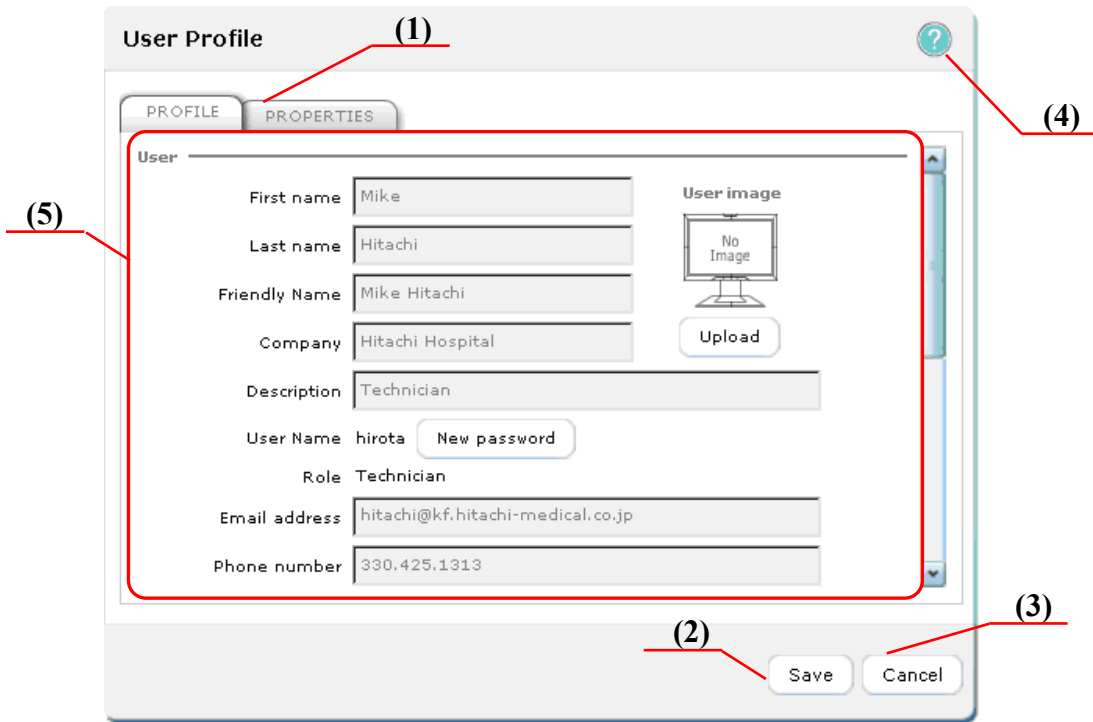 User Profile
(1)
(4)
PROFILE
PROPERTIES
User
(5)
First name Mike
User image
No
Image
Last name Hitachi
Friendly Name Mike Hitachi
Company Hitachi Hospital
Upload
Description Technician
User Name hirota New password
Role Technician
Email address hitachi@kf.hitachi-medical.co.jp
Phone number 330.425.1313
(2)
(3)
Save
Cancel
?